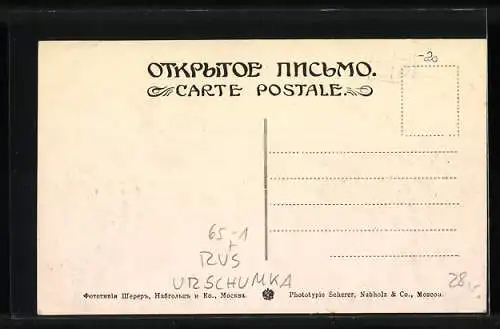 -20
ОТКРЫТОЕ ПИСЬМО.
CARTE POSTALE.
65-1
+
RUS
URSCHUMKA
28,-
Фототипія Шереръ, Набгольцъ и Ко., Москва.
Phototypie Scherer, Nabholz & Co., Moscou.